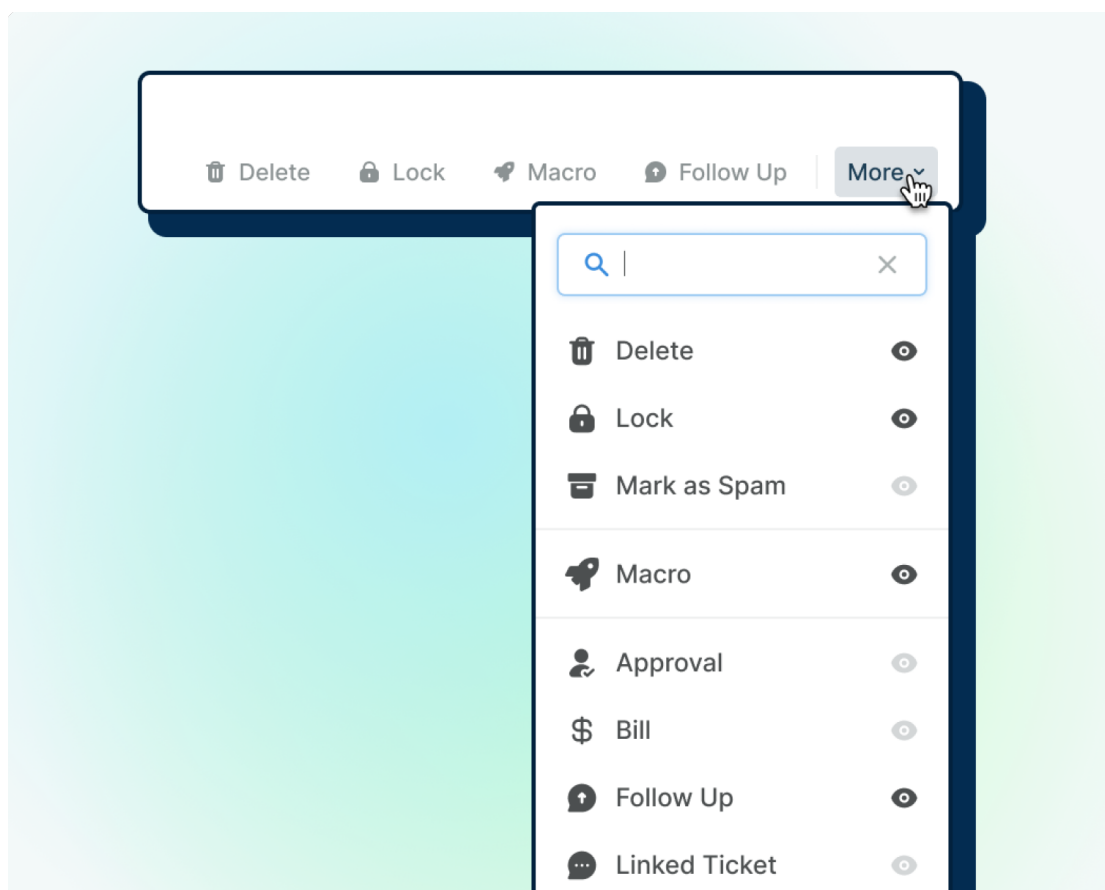 Delete Lock Macro Follow Up More
Delete
Lock
Mark as Spam
Macro
Approval
Bill
Follow Up
Linked Ticket